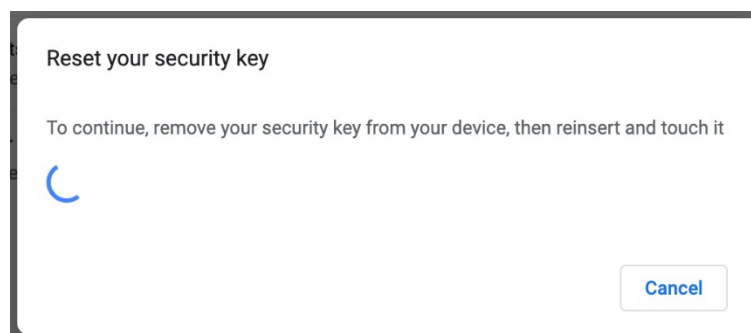 Reset your security key
To continue, remove your security key from your device, then reinsert and touch it
Cancel